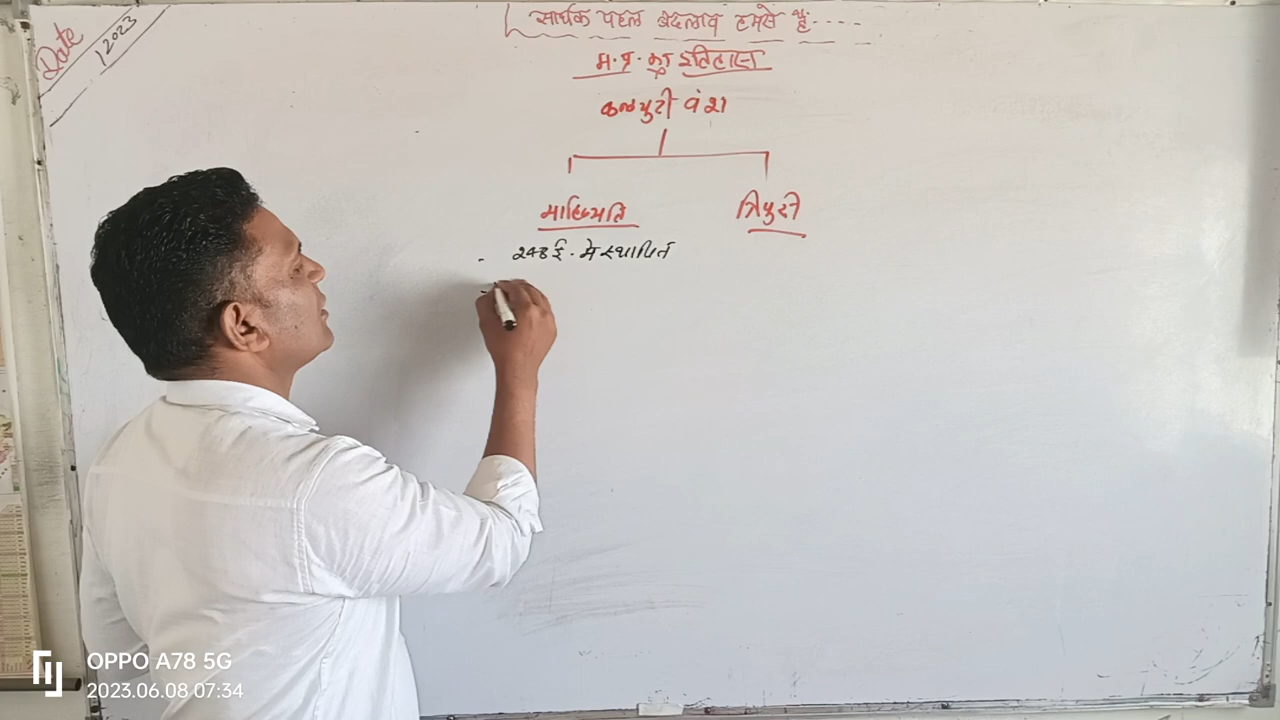 Date
/2023
सार्थक पहल बदलाव हमसे है.....
म.प्र. का इतिहास
कलचुरी वंश
माहिष्मति
त्रिपुरी
248 ई. मे स्थापित
OPPO A78 5G
2023.06.08 07:34